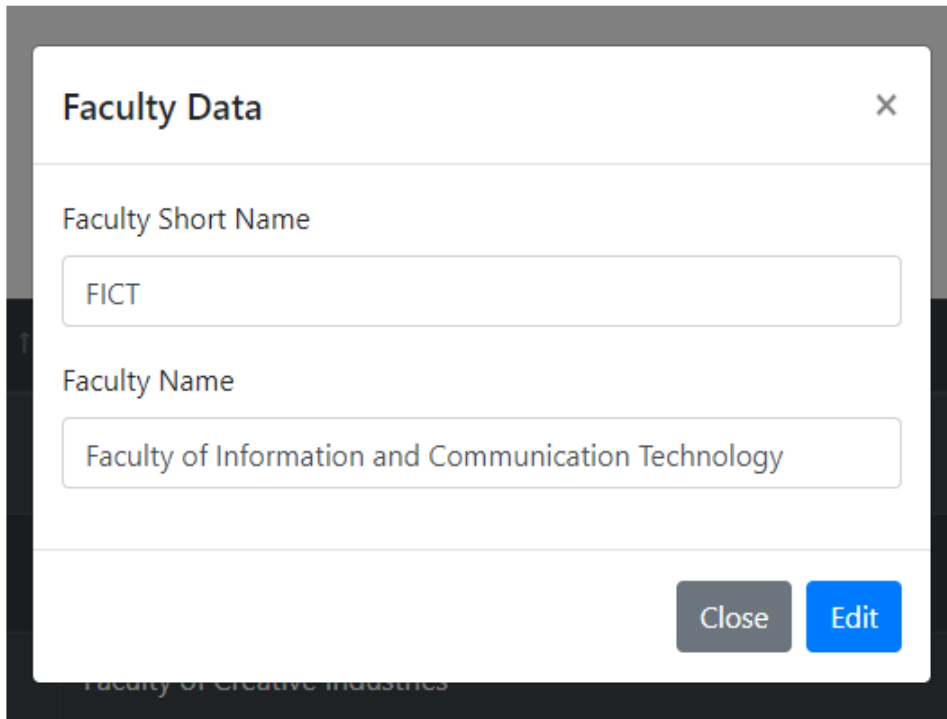 Faculty Data
×
Faculty Short Name
FICT
Faculty Name
Faculty of Information and Communication Technology
Close Edit
Faculty of Creative Industries